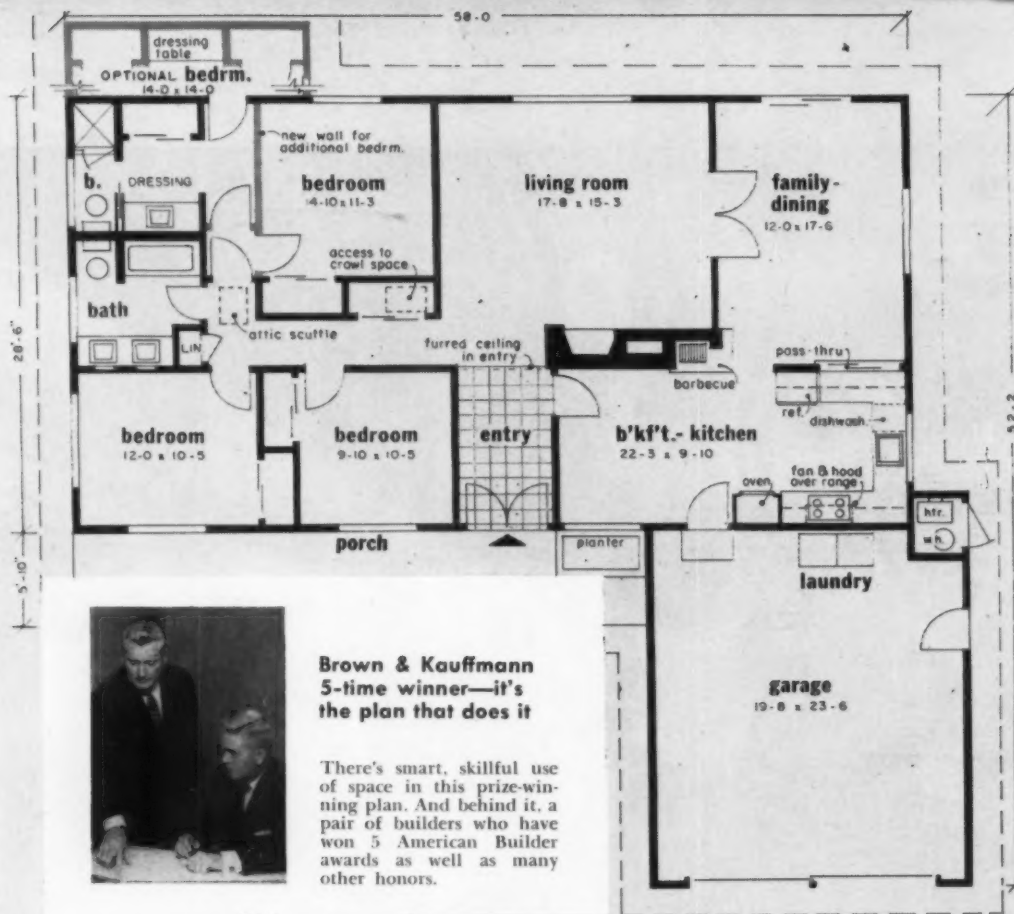 58-0
dressing
table
OPTIONAL bedrm.
14-0 x 14-0
new wall for
additional bedrm.
b.
DRESSING
bedroom
14-10 x 11-3
living room
17-8 x 15-3
family-
dining
12-0 x 17-6
access to
crawl space
bath
LIN
attic scuttle
furred ceiling
in entry
barbecue
pass-thru
ref.
dishwash.
28'-6"
bedroom
12-0 x 10-5
bedroom
9-10 x 10-5
entry
b'kf't.- kitchen
22-3 x 9-10
oven
fan & hood
over range
htr.
w.h.
porch
planter
laundry
5'-10"
garage
19-8 x 23-6
Brown & Kauffmann
5-time winner—it's
the plan that does it
There's smart, skillful use
of space in this prize-win-
ning plan. And behind it, a
pair of builders who have
won 5 American Builder
awards as well as many
other honors.